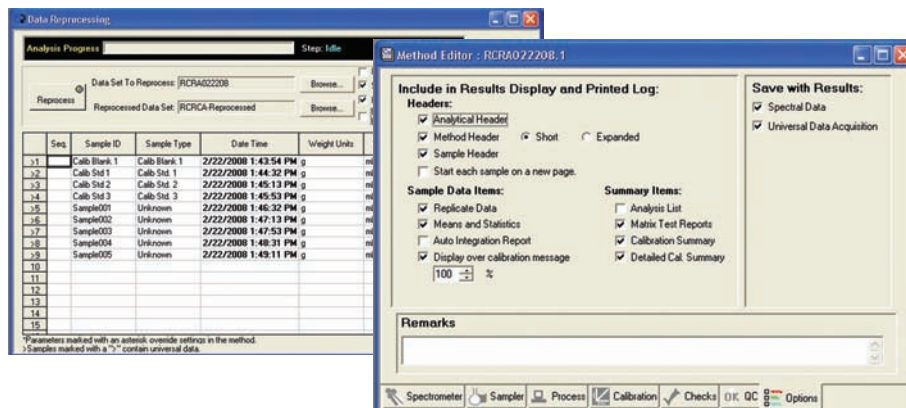 Data Reprocessing
Analysis Progress
Step: Idle
Data Set To Reprocess: RCRA022208
Browse...
Reprocess
Reprocessed Data Set: RCRCA-Reprocessed
Browse...
Seq. Sample ID Sample Type Date Time Weight Units
>1 Calib Blank 1 Calib Blank 1 2/22/2008 1:43:54 PM g
>2 Calib Std 1 Calib Std. 1 2/22/2008 1:44:32 PM g
>3 Calib Std 2 Calib Std. 2 2/22/2008 1:45:13 PM g
>4 Calib Std 3 Calib Std. 3 2/22/2008 1:45:53 PM g
>5 Sample001 Unknown 2/22/2008 1:46:32 PM g
>6 Sample002 Unknown 2/22/2008 1:47:13 PM g
>7 Sample003 Unknown 2/22/2008 1:47:53 PM g
>8 Sample004 Unknown 2/22/2008 1:48:31 PM g
>9 Sample005 Unknown 2/22/2008 1:49:11 PM g
10
11
12
13
14
15
*Parameters marked with an asterisk override settings in the method.
>Samples marked with a ">" contain universal data.
Method Editor : RCRA022208.1
Include in Results Display and Printed Log:
Headers:
Analytical Header
Method Header Short Expanded
Sample Header
Start each sample on a new page.
Sample Data Items:
Replicate Data
Means and Statistics
Auto Integration Report
Display over calibration message
100 %
Summary Items:
Analysis List
Matrix Test Reports
Calibration Summary
Detailed Cal. Summary
Save with Results:
Spectral Data
Universal Data Acquisition
Remarks
Spectrometer Sampler Process Calibration Checks OK QC Options